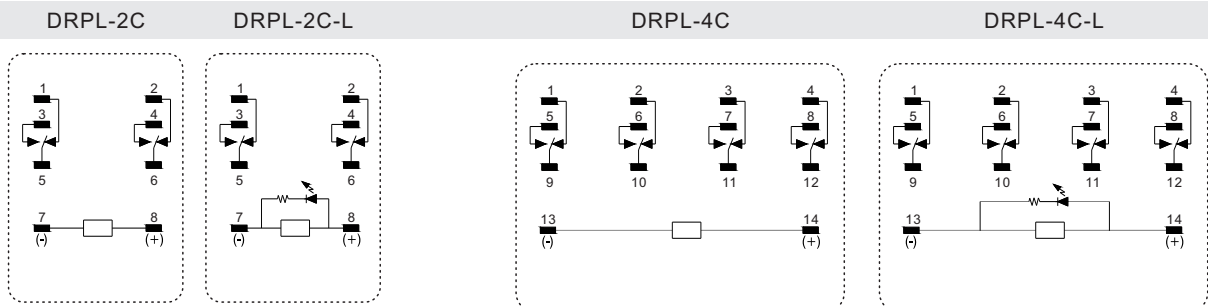 DRPL-2C DRPL-2C-L DRPL-4C DRPL-4C-L
1 2 1 2 1 2 3 4 1 2 3 4
3 4 3 4 5 6 7 8 5 6 7 8
5 6 5 6 9 10 11 12 9 10 11 12
7 8 7 8 13 14 13 14
(-) (+) (-) (+) (-) (+) (-) (+)